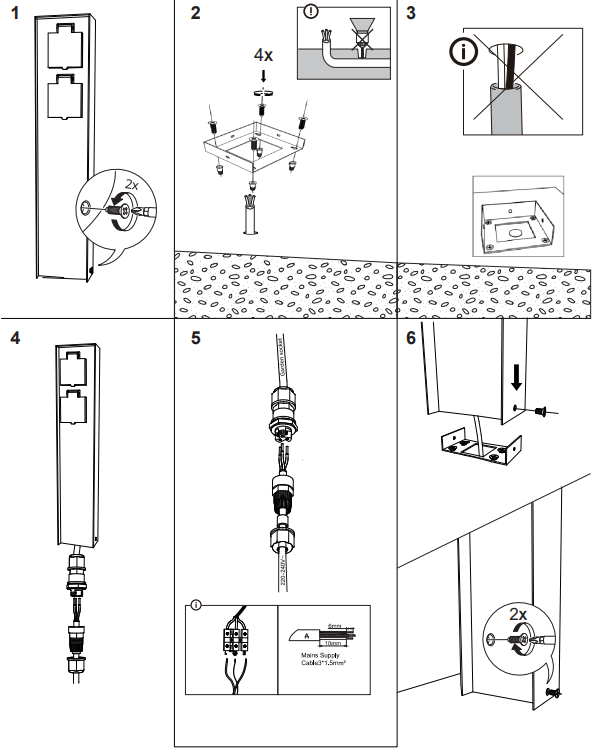 1
2x
2
4x
!
3
i
4
5
Garden socket
220-240V~
i
A
6mm
10mm
Mains Supply
Cable3*1.5mm²
6
2x